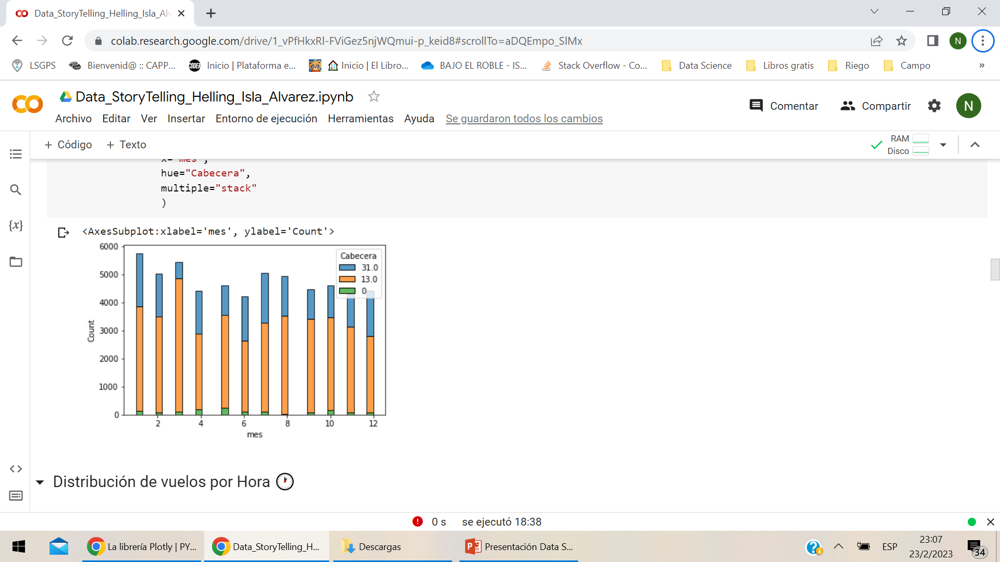 Data_StoryTelling_Helling_Isla_Al
colab.research.google.com/drive/1_vPfHkxRl-FViGez5njWQmui-p_keid8#scrollTo=aDQEmpo_SlMx
N
LSGPS
Bienvenid@ :: CAPP...
Inicio | Plataforma e...
Inicio | El Libro...
BAJO EL ROBLE - IS...
Stack Overflow - Co...
Data Science
Libros gratis
Riego
Campo
»
Data_StoryTelling_Helling_Isla_Alvarez.ipynb
Comentar
Compartir
N
Archivo Editar Ver Insertar Entorno de ejecución Herramientas Ayuda Se guardaron todos los cambios
+ Código + Texto
RAM
Disco
x="mes",
hue="Cabecera",
multiple="stack"
)
{x}
<AxesSubplot:xlabel='mes', ylabel='Count'>
6000
5000
4000
3000
2000
1000
0
Count
Cabecera
31.0
13.0
0
2 4 6 8 10 12
mes
Distribución de vuelos por Hora
0 s se ejecutó 18:38
La librería Plotly | PY...
Data_StoryTelling_H...
Descargas
Presentación Data S...
ESP
23:07
23/2/2023
34